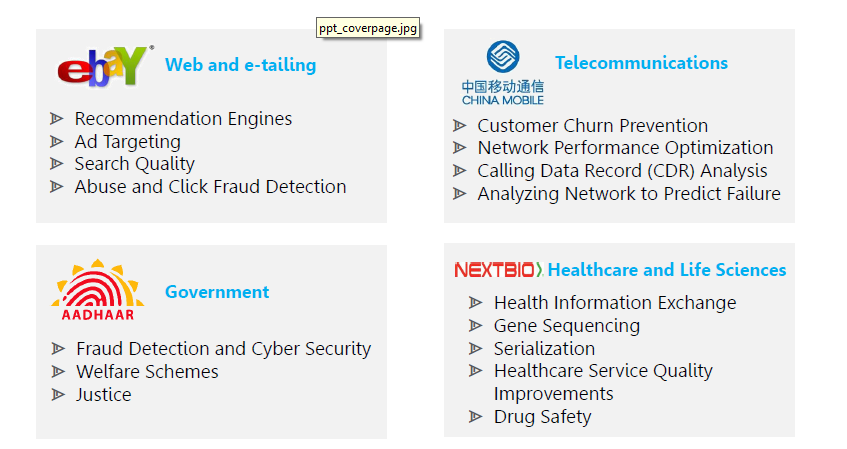 ppt_coverpage.jpg
ebaY
Web and e-tailing
Recommendation Engines
Ad Targeting
Search Quality
Abuse and Click Fraud Detection
中国移动通信
CHINA MOBILE
Telecommunications
Customer Churn Prevention
Network Performance Optimization
Calling Data Record (CDR) Analysis
Analyzing Network to Predict Failure
AADHAAR
Government
Fraud Detection and Cyber Security
Welfare Schemes
Justice
NEXTBIO
Healthcare and Life Sciences
Health Information Exchange
Gene Sequencing
Serialization
Healthcare Service Quality
Improvements
Drug Safety